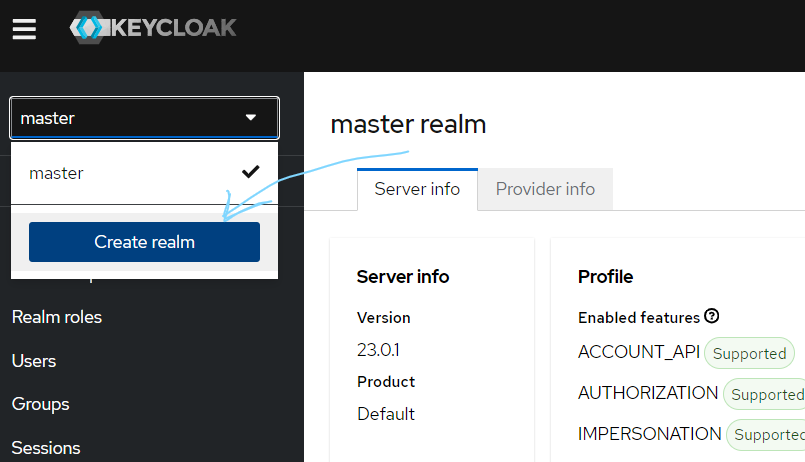 KEYCLOAK
master
master
Create realm
Realm roles
Users
Groups
Sessions
master realm
Server info
Provider info
Server info
Version
23.0.1
Product
Default
Profile
Enabled features
ACCOUNT_API Supported
AUTHORIZATION Supported
IMPERSONATION Supported